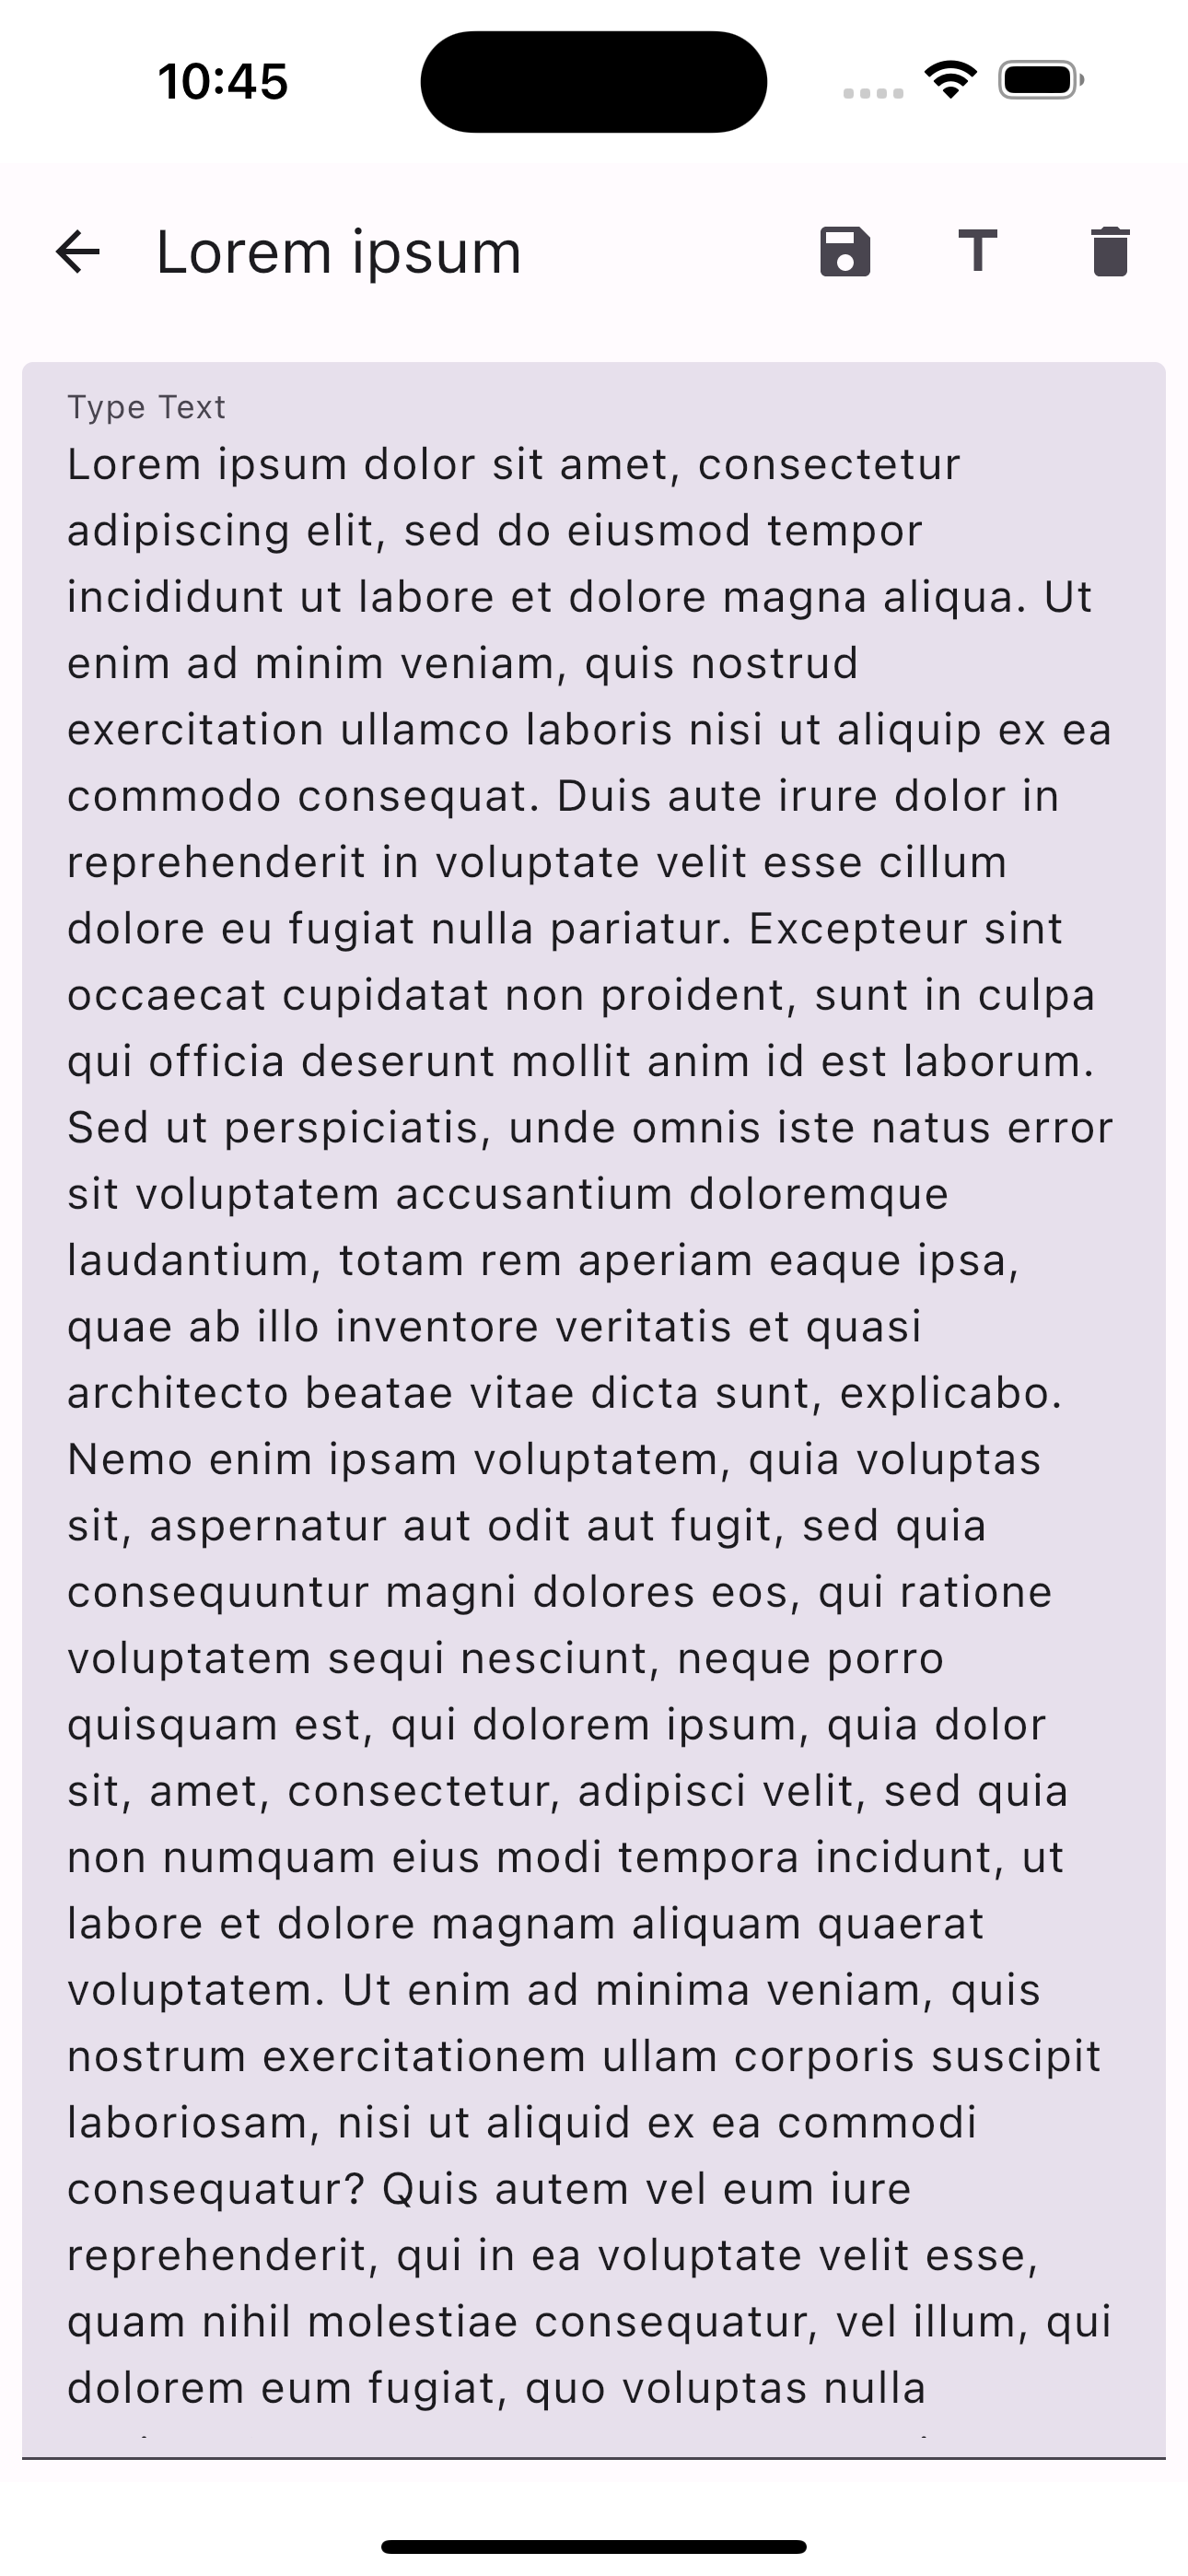 10:45
Lorem ipsum
Type Text
Lorem ipsum dolor sit amet, consectetur
adipiscing elit, sed do eiusmod tempor
incididunt ut labore et dolore magna aliqua. Ut
enim ad minim veniam, quis nostrud
exercitation ullamco laboris nisi ut aliquip ex ea
commodo consequat. Duis aute irure dolor in
reprehenderit in voluptate velit esse cillum
dolore eu fugiat nulla pariatur. Excepteur sint
occaecat cupidatat non proident, sunt in culpa
qui officia deserunt mollit anim id est laborum.
Sed ut perspiciatis, unde omnis iste natus error
sit voluptatem accusantium doloremque
laudantium, totam rem aperiam eaque ipsa,
quae ab illo inventore veritatis et quasi
architecto beatae vitae dicta sunt, explicabo.
Nemo enim ipsam voluptatem, quia voluptas
sit, aspernatur aut odit aut fugit, sed quia
consequuntur magni dolores eos, qui ratione
voluptatem sequi nesciunt, neque porro
quisquam est, qui dolorem ipsum, quia dolor
sit, amet, consectetur, adipisci velit, sed quia
non numquam eius modi tempora incidunt, ut
labore et dolore magnam aliquam quaerat
voluptatem. Ut enim ad minima veniam, quis
nostrum exercitationem ullam corporis suscipit
laboriosam, nisi ut aliquid ex ea commodi
consequatur? Quis autem vel eum iure
reprehenderit, qui in ea voluptate velit esse,
quam nihil molestiae consequatur, vel illum, qui
dolorem eum fugiat, quo voluptas nulla